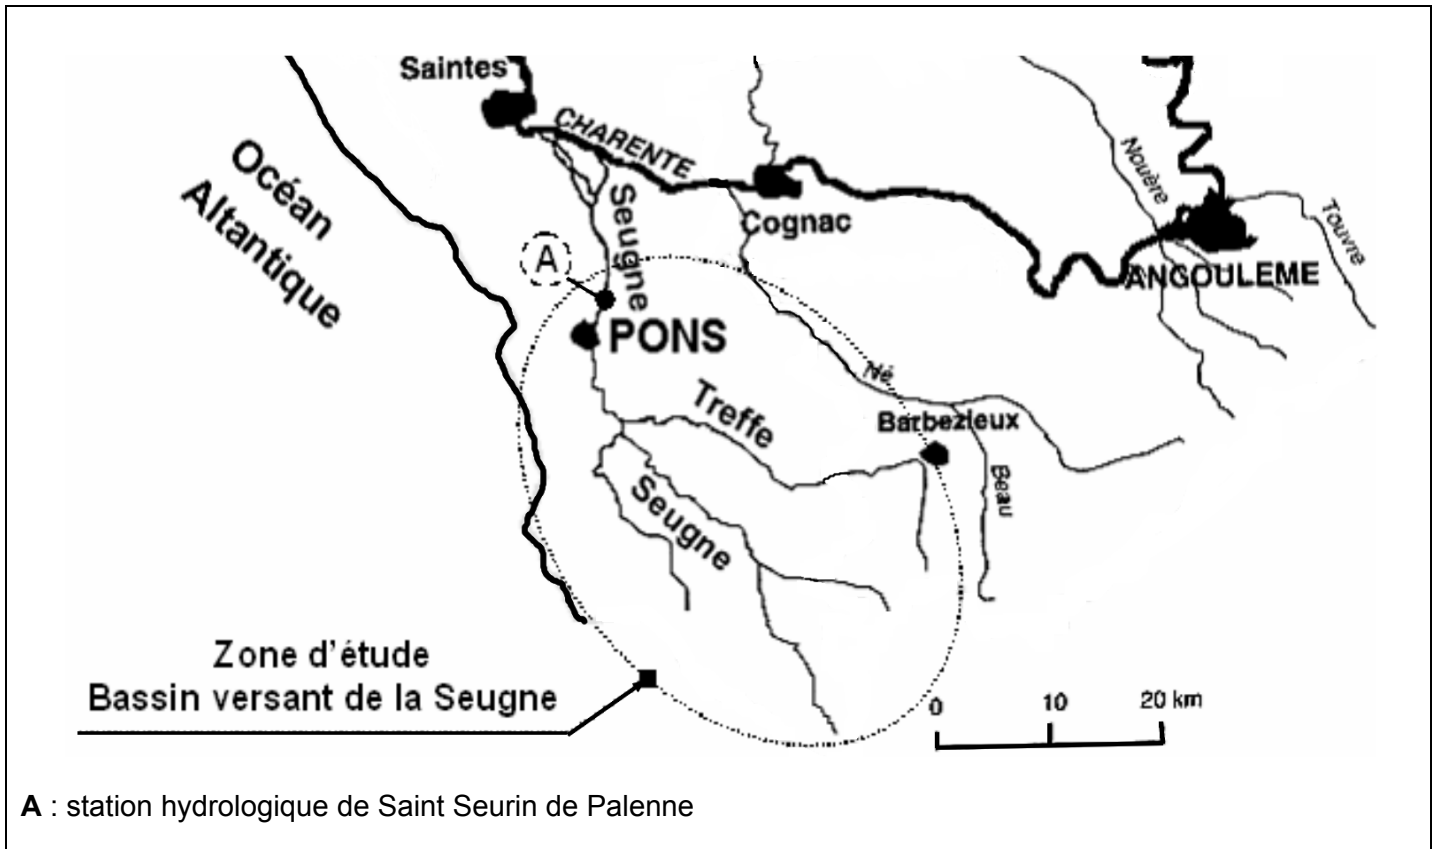 Saintes
CHARENTE
Océan
Altantique
Seugne
Cognac
Nouère
Touvre
A
ANGOULEME
PONS
Né
Treffe
Barbezieux
Beau
Seugne
Zone d'étude
Bassin versant de la Seugne
0 10 20 km
A : station hydrologique de Saint Seurin de Palenne